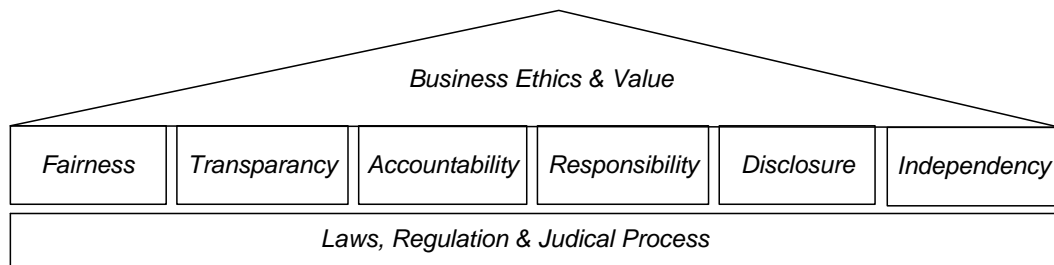 Business Ethics & Value
Fairness Transparancy Accountability Responsibility Disclosure Independency
Laws, Regulation & Judical Process